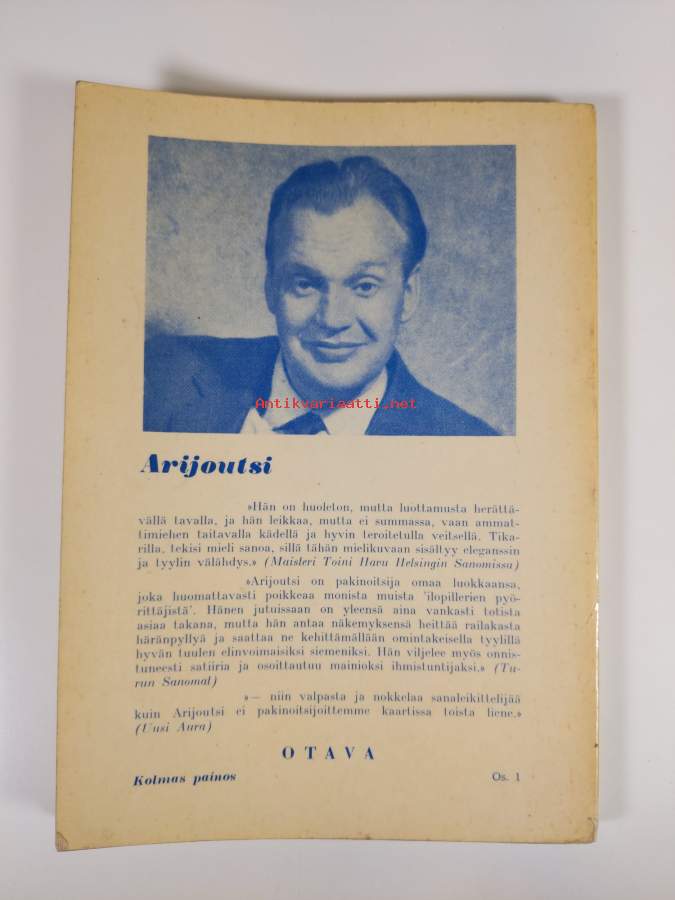 Antikvariaatti.net
Arijoutsi
»Hän on huoleton, mutta luottamusta herättä-
vällä tavalla, ja hän leikkaa, mutta ei summassa, vaan ammat-
timiehen taitavalla kädellä ja hyvin teroitetulla veitsellä. Tika-
rilla, tekisi mieli sanoa, sillä tähän mielikuvaan sisältyy eleganssin
ja tyylin välähdys.» (Maisteri Toini Havu Helsingin Sanomissa)
»Arijoutsi on pakinoitsija omaa luokkaansa,
joka huomattavasti poikkeaa monista muista 'ilopillerien pyö-
rittäjistä'. Hänen jutuissaan on yleensä aina vankasti totista
asiaa takana, mutta hän antaa näkemyksensä heittää railakasta
häränpyllyä ja saattaa ne kehittämällään omintakeisella tyylillä
hyvän tuulen elinvoimaisiksi siemeniksi. Hän viljelee myös onnis-
tuneesti satiiria ja osoittautuu mainioksi ihmistuntijaksi.» (Tu-
run Sanomat)
»— niin valpasta ja nokkelaa sanaleikittelijää
kuin Arijoutsi ei pakinoitsijoittemme kaartissa toista liene.»
(Uusi Aura)
OTAVA
Kolmas painos
Os. 1